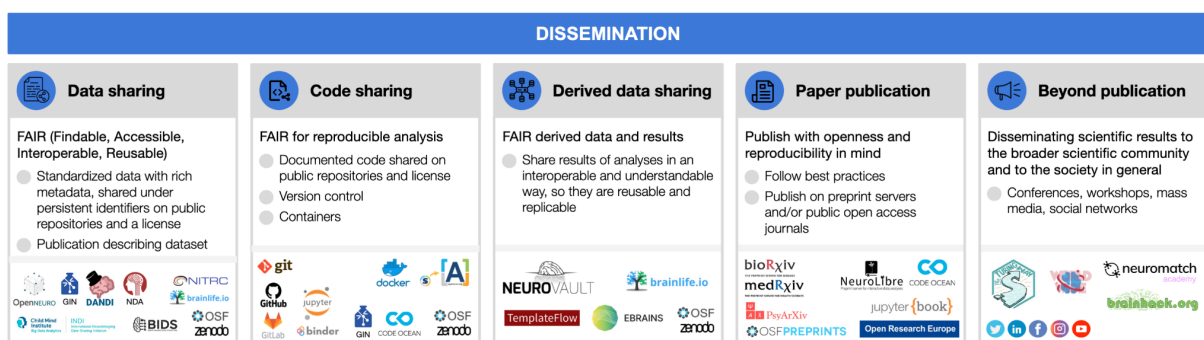 DISSEMINATION
Data sharing
FAIR (Findable, Accessible,
Interoperable, Reusable)
Standardized data with rich
metadata, shared under
persistent identifiers on public
repositories and a license
Publication describing dataset
OpenNEURO
GIN
DANDI
NDA
NITRC
brainlife.io
Child Mind
Institute
INDI
BIDS
OSF
zenodo
Code sharing
FAIR for reproducible analysis
Documented code shared on
public repositories and license
Version control
Containers
git
docker
S
[A]
GitHub
jupyter
GitLab
binder
GIN
CODE OCEAN
OSF
zenodo
Derived data sharing
FAIR derived data and results
Share results of analyses in an
interoperable and understandable
way, so they are reusable and
replicable
NEUROVAULT
brainlife.io
TemplateFlow
EBRAINS
OSF
zenodo
Paper publication
Publish with openness and
reproducibility in mind
Follow best practices
Publish on preprint servers
and/or public open access
journals
bioRχiv
medRχiv
PsyArXiv
OSFPREPRINTS
NeuroLibre
CODE OCEAN
jupyter {book}
Open Research Europe
Beyond publication
Disseminating scientific results to
the broader scientific community
and to the society in general
Conferences, workshops, mass
media, social networks
neuromatch
academy
brainhack.org